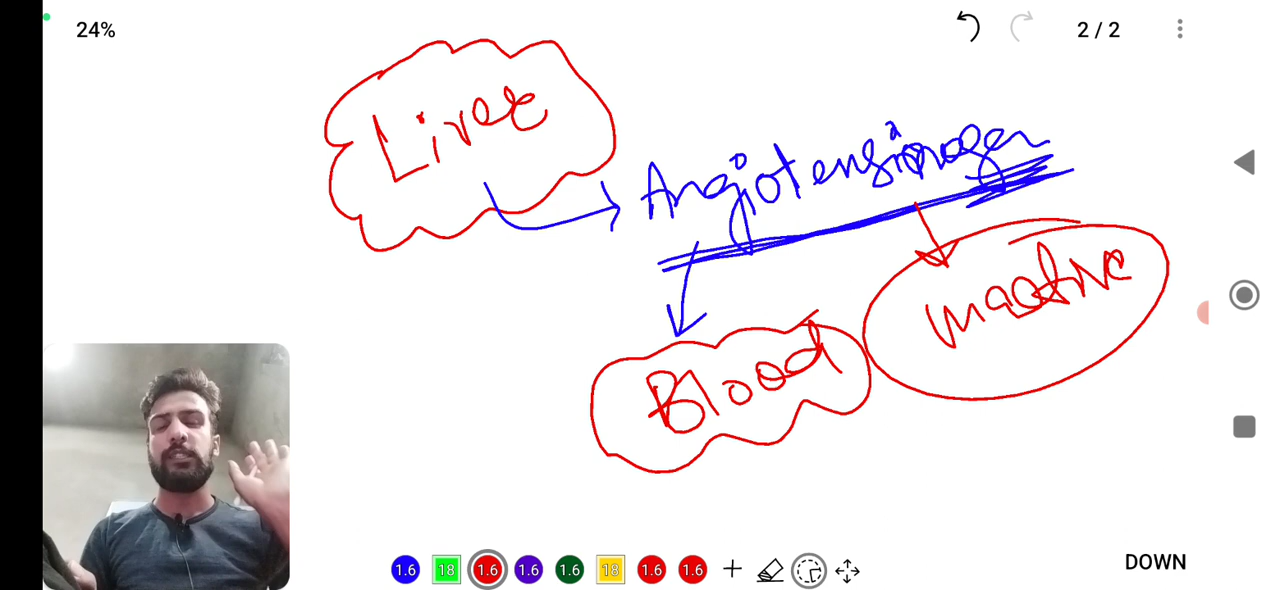 24%
2 / 2
Liver
Angiotensinogen
inactive
Blood
1.6 18 1.6 1.6 1.6 18 1.6 1.6
DOWN